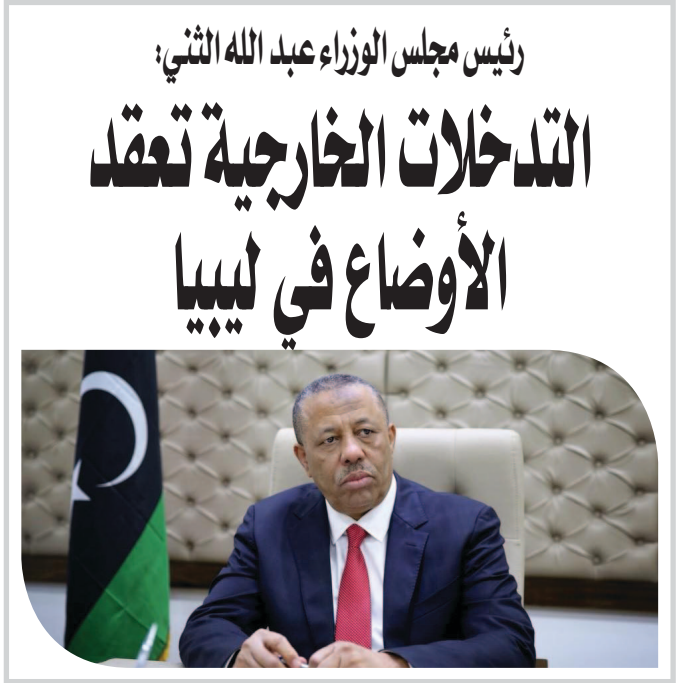 رئيس مجلس الوزراء عبد الله الثني:
التدخلات الخارجية تعقد
الأوضاع في ليبيا